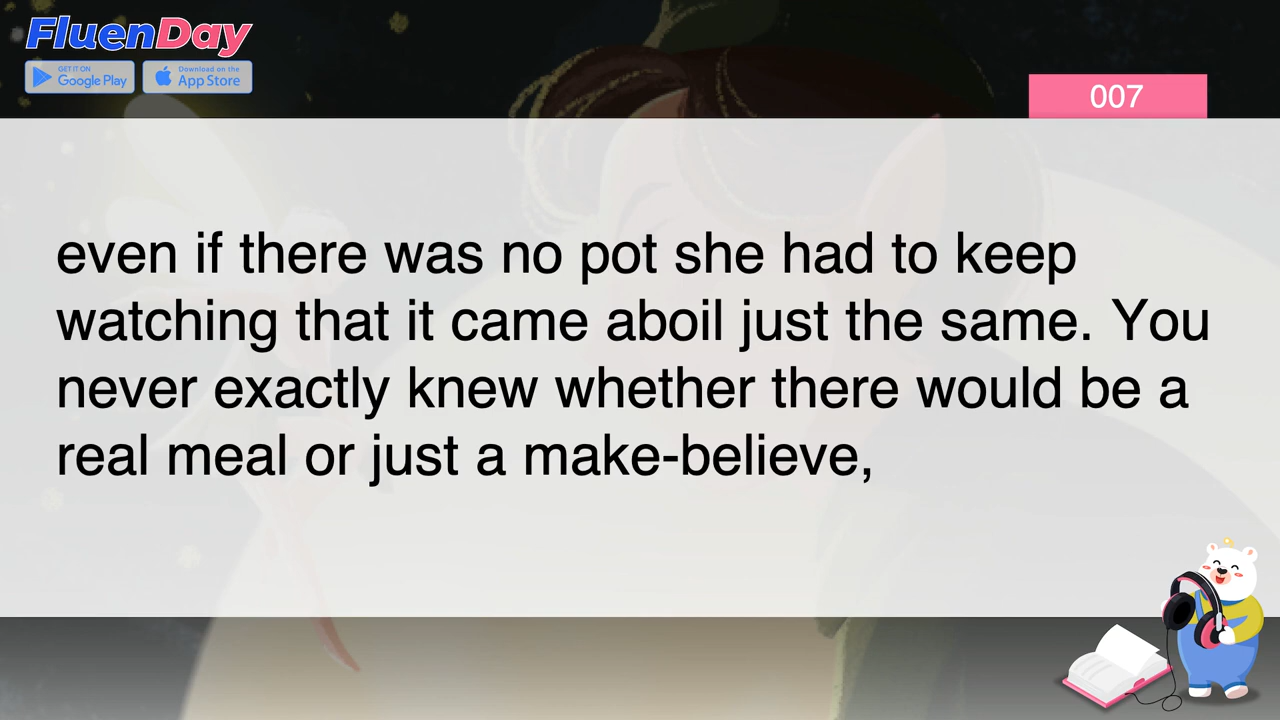 FluenDay
GET IT ON
Google Play
Download on the
App Store
007
even if there was no pot she had to keep
watching that it came aboil just the same. You
never exactly knew whether there would be a
real meal or just a make-believe,